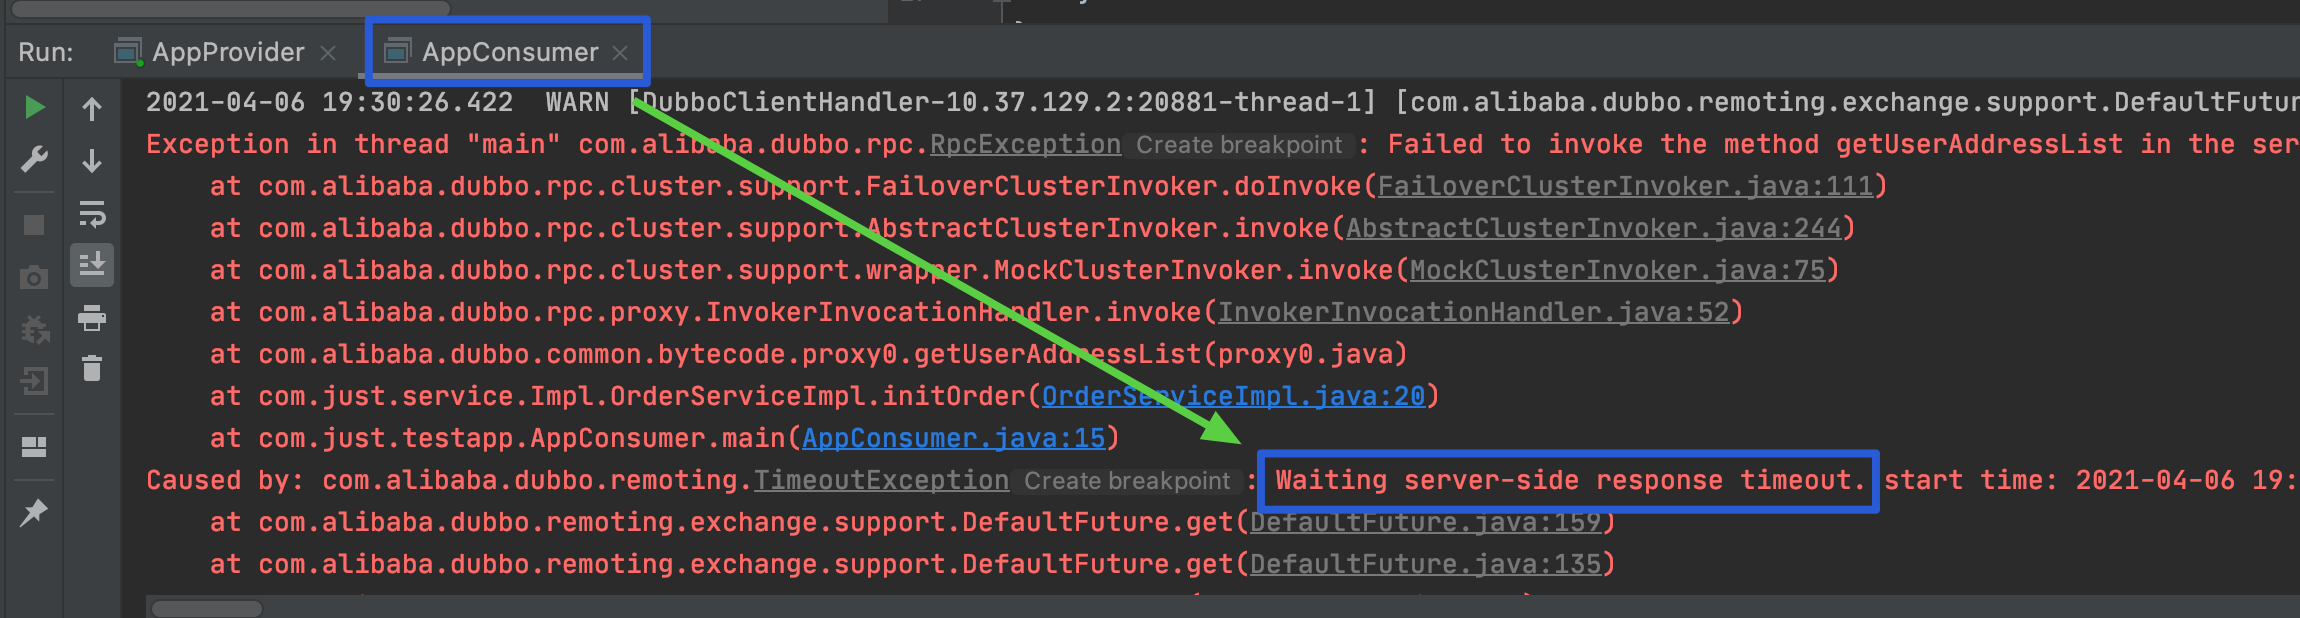 Run: AppProvider AppConsumer
2021-04-06 19:30:26.422  WARN [DubboClientHandler-10.37.129.2:20881-thread-1] [com.alibaba.dubbo.remoting.exchange.support.DefaultFutur
Exception in thread "main" com.alibaba.dubbo.rpc.RpcException Create breakpoint : Failed to invoke the method getUserAddressList in the ser
at com.alibaba.dubbo.rpc.cluster.support.FailoverClusterInvoker.doInvoke(FailoverClusterInvoker.java:111)
at com.alibaba.dubbo.rpc.cluster.support.AbstractClusterInvoker.invoke(AbstractClusterInvoker.java:244)
at com.alibaba.dubbo.rpc.cluster.support.wrapper.MockClusterInvoker.invoke(MockClusterInvoker.java:75)
at com.alibaba.dubbo.rpc.proxy.InvokerInvocationHandler.invoke(InvokerInvocationHandler.java:52)
at com.alibaba.dubbo.common.bytecode.proxy0.getUserAddressList(proxy0.java)
at com.just.service.Impl.OrderServiceImpl.initOrder(OrderServiceImpl.java:20)
at com.just.testapp.AppConsumer.main(AppConsumer.java:15)
Caused by: com.alibaba.dubbo.remoting.TimeoutException Create breakpoint : Waiting server-side response timeout. start time: 2021-04-06 19:
at com.alibaba.dubbo.remoting.exchange.support.DefaultFuture.get(DefaultFuture.java:159)
at com.alibaba.dubbo.remoting.exchange.support.DefaultFuture.get(DefaultFuture.java:135)